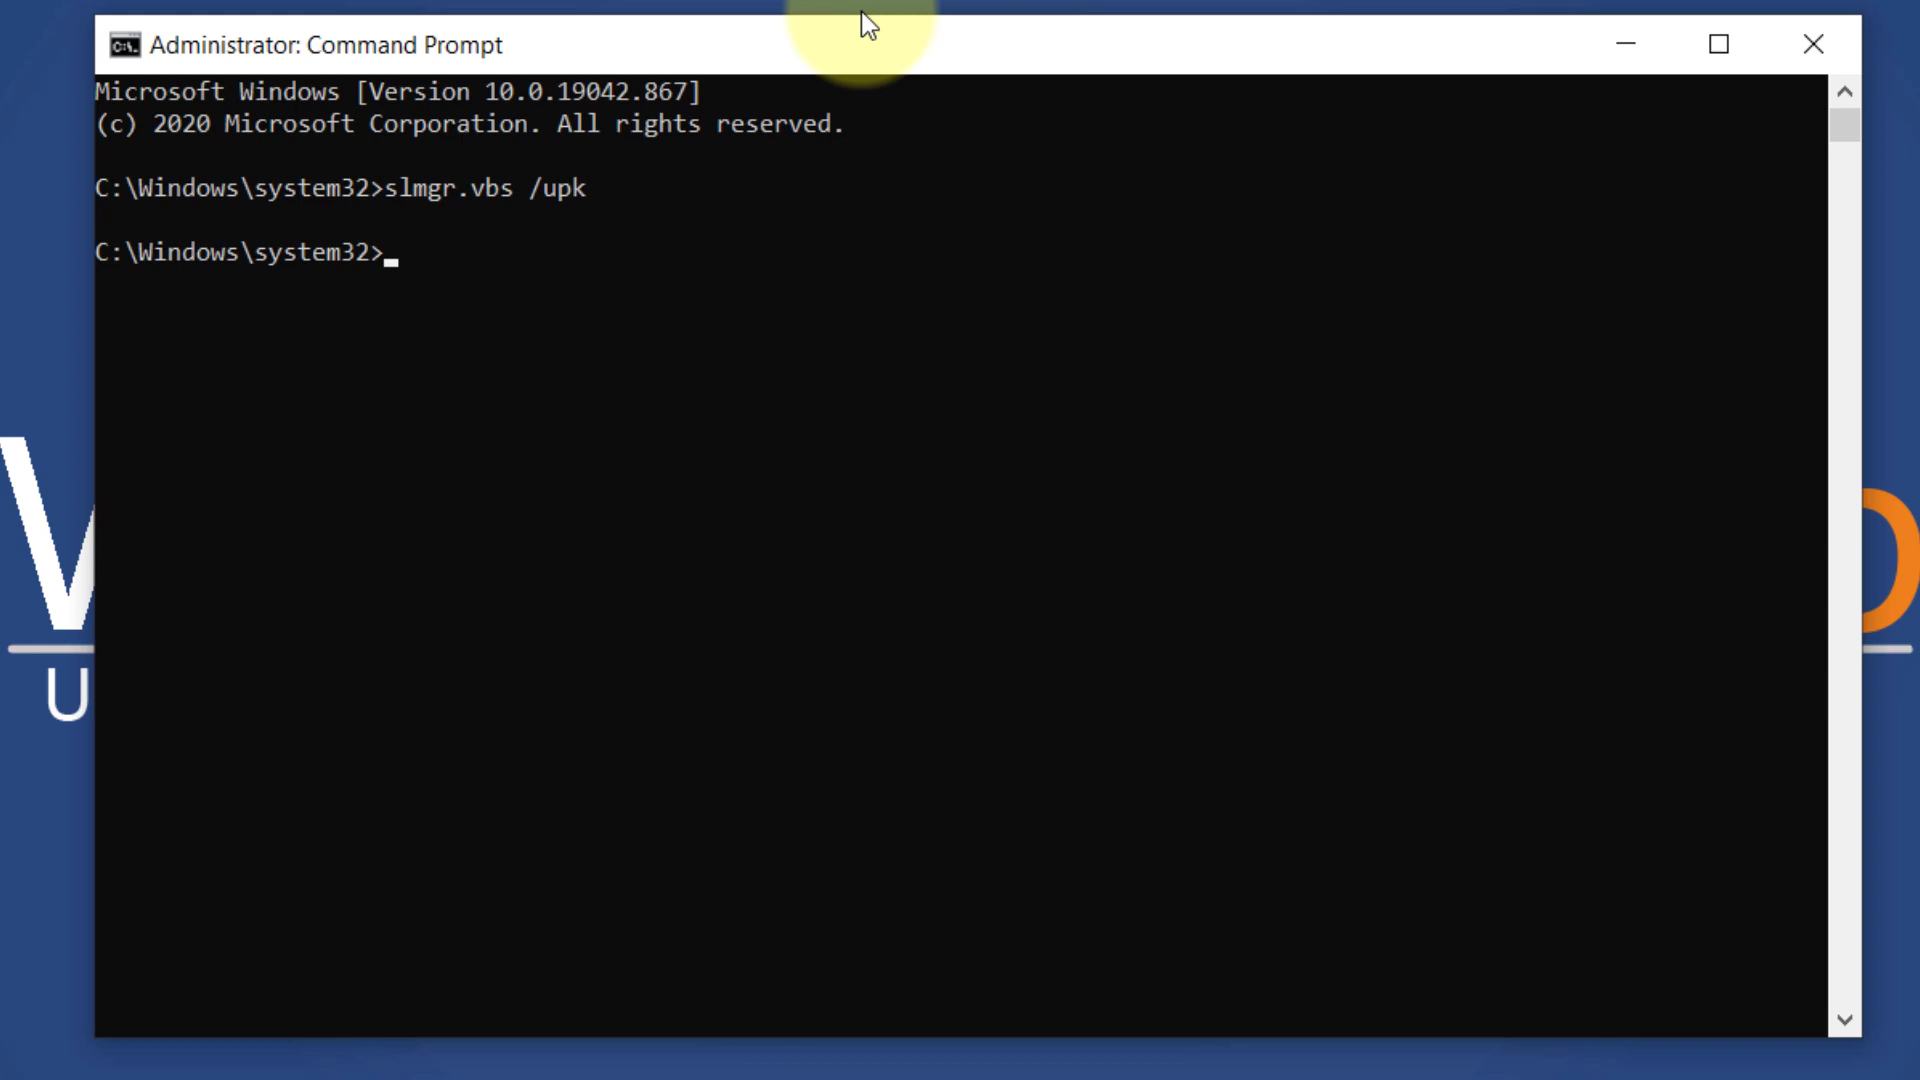 Administrator: Command Prompt
Microsoft Windows [Version 10.0.19042.867]
(c) 2020 Microsoft Corporation. All rights reserved.
C:\Windows\system32>slmgr.vbs /upk
C:\Windows\system32>